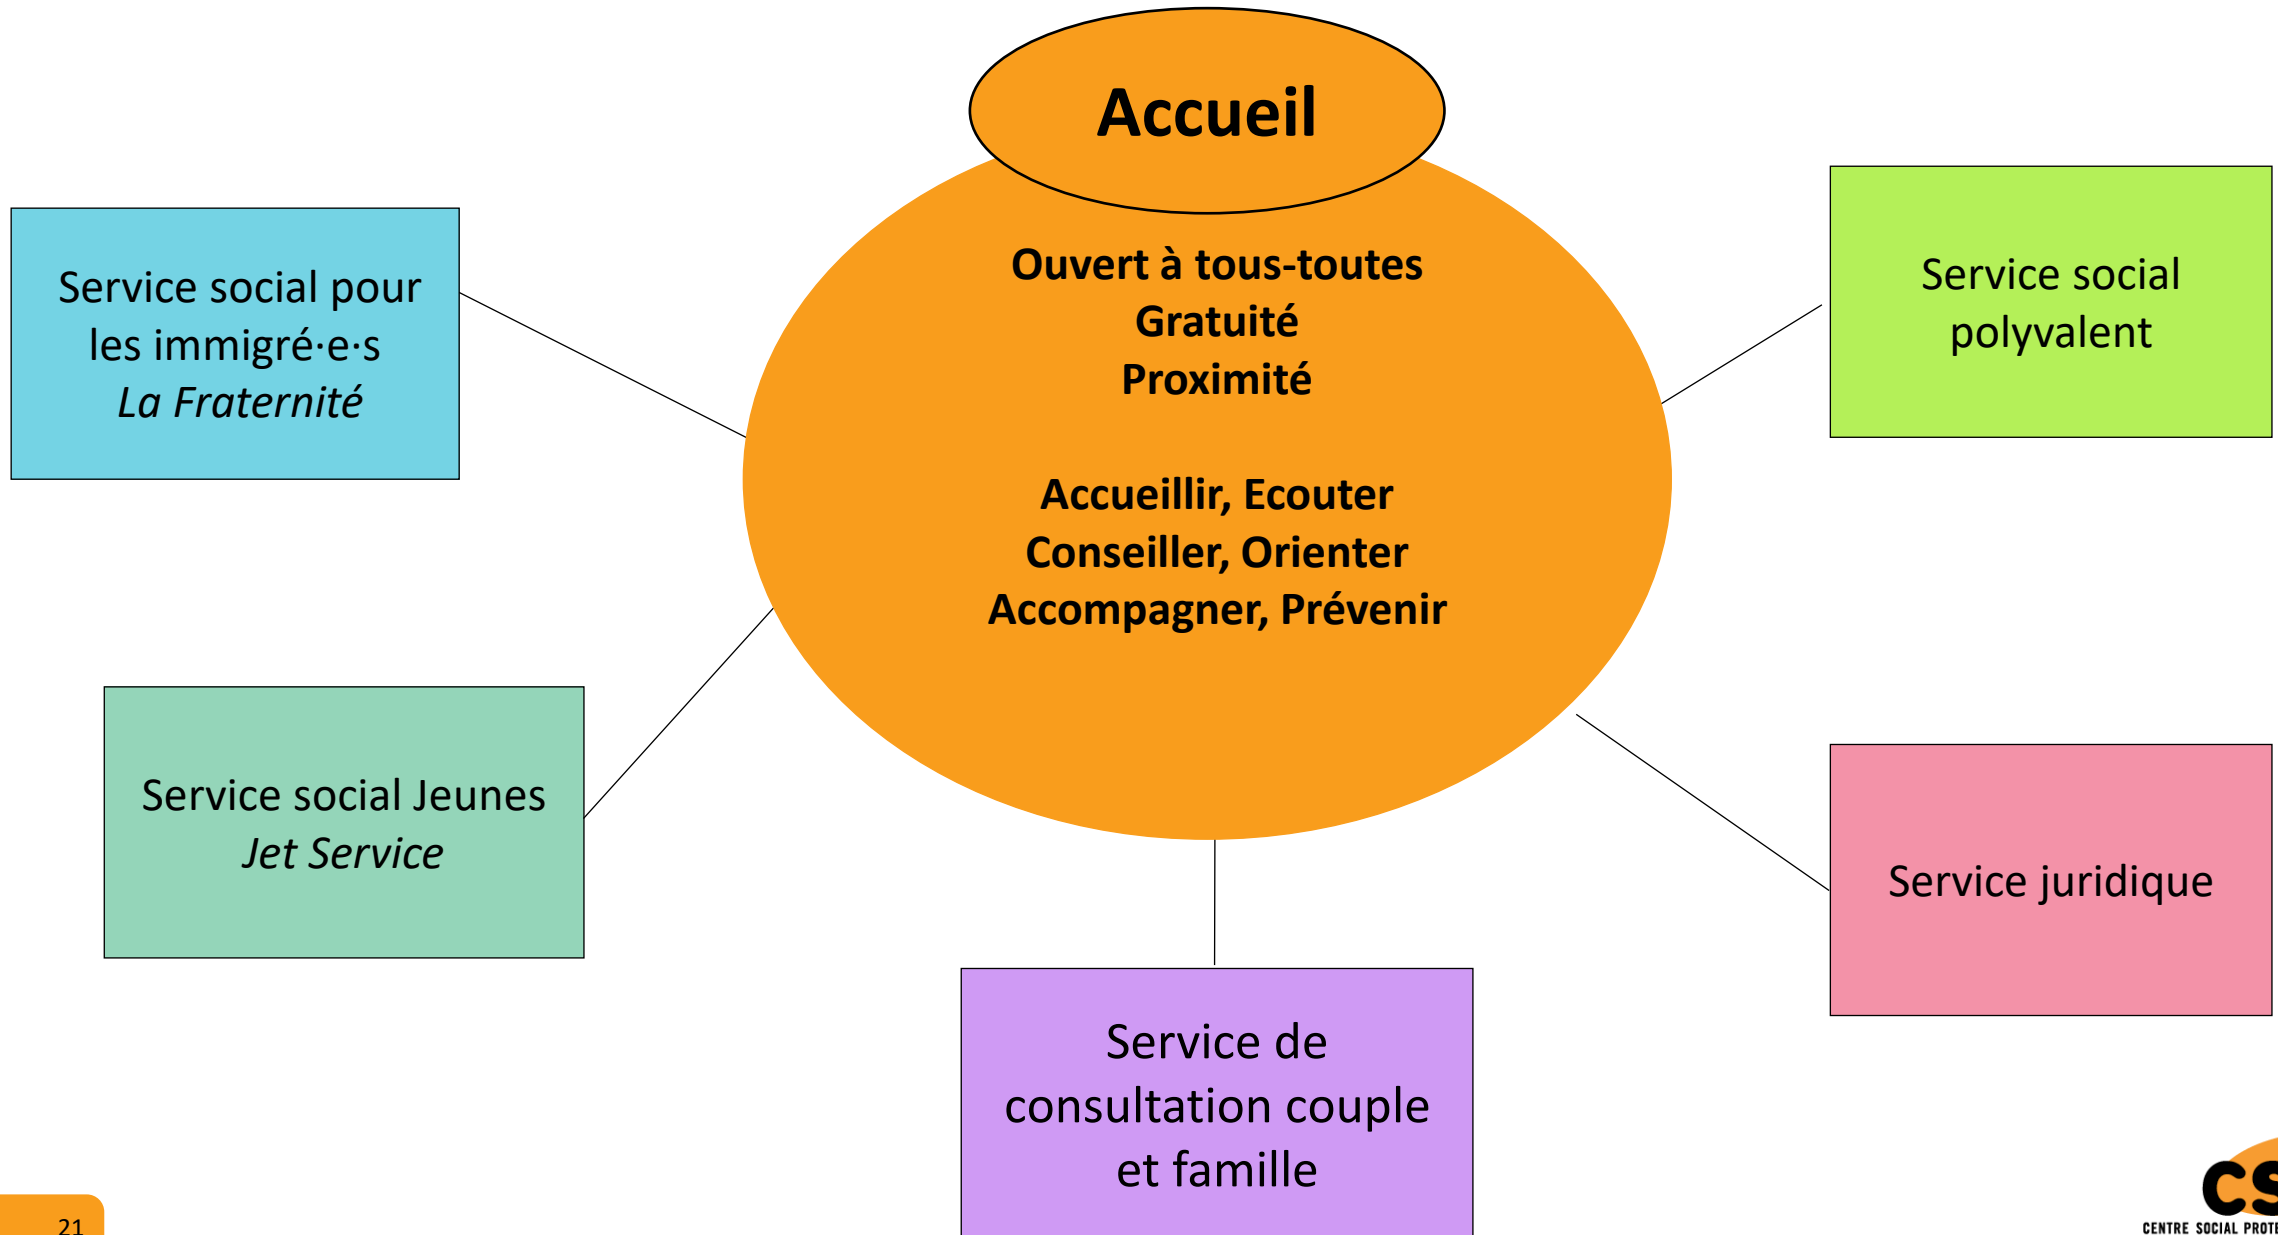 Accueil
Ouvert à tous-toutes
Gratuité
Proximité
Accueillir, Ecouter
Conseiller, Orienter
Accompagner, Prévenir
Service social pour
les immigré·e·s
La Fraternité
Service social
polyvalent
Service social Jeunes
Jet Service
Service juridique
Service de
consultation couple
et famille
21
CENTRE SOCIAL